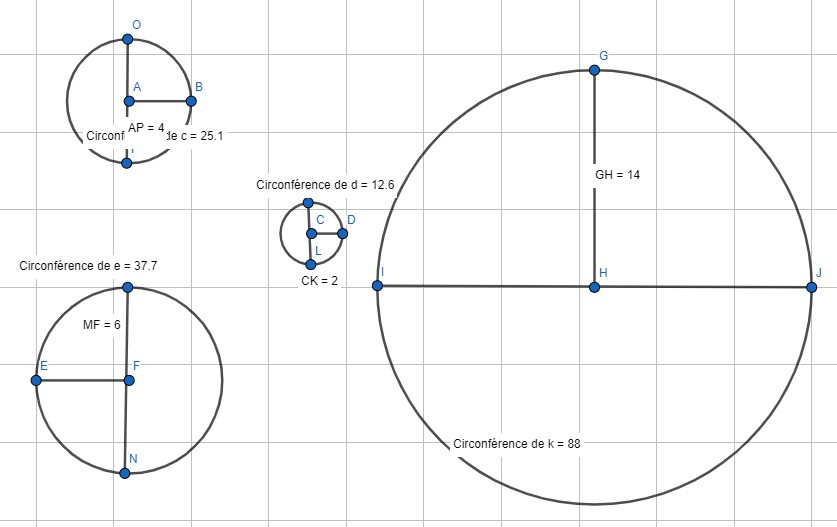 O
A
B
AP = 4
Circonf de c = 25.1
Circonférence de d = 12.6
C
D
L
CK = 2
G
GH = 14
I
H
J
Circonférence de k = 88
Circonférence de e = 37.7
MF = 6
E
F
N